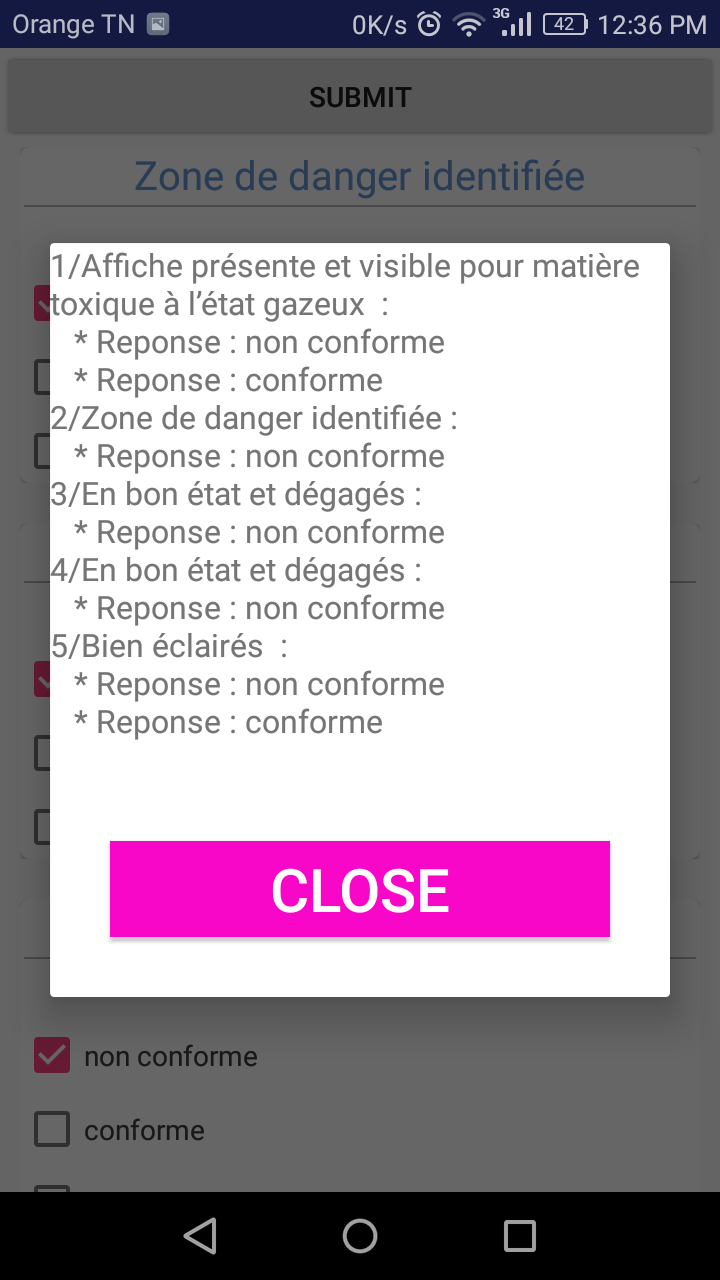 Orange TN
0K/s 3G 42 12:36 PM
SUBMIT
Zone de danger identifiée
1/Affiche présente et visible pour matière
toxique à l’état gazeux  :
* Reponse : non conforme
* Reponse : conforme
2/Zone de danger identifiée :
* Reponse : non conforme
3/En bon état et dégagés :
* Reponse : non conforme
4/En bon état et dégagés :
* Reponse : non conforme
5/Bien éclairés  :
* Reponse : non conforme
* Reponse : conforme
CLOSE
non conforme
conforme